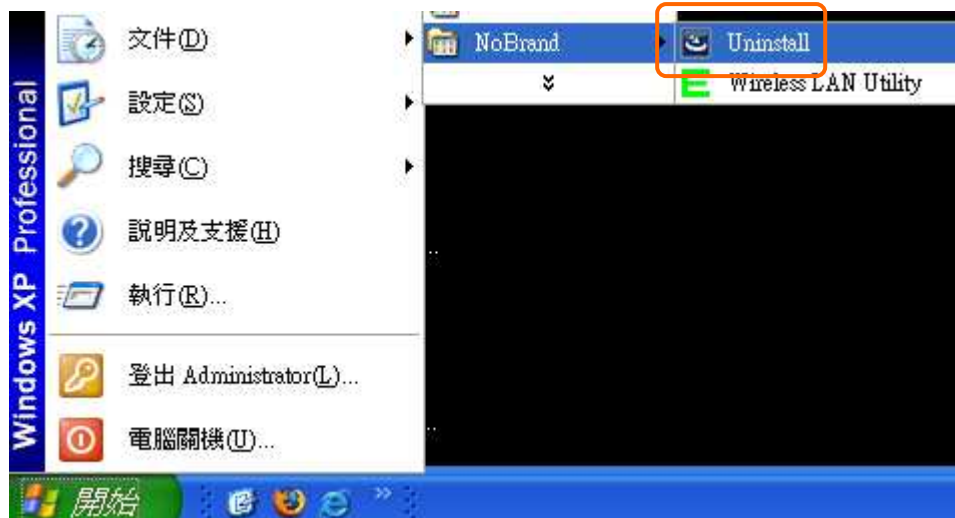 Windows XP Professional
文件(D)
設定(S)
搜尋(C)
說明及支援(H)
執行(R)...
登出 Administrator(L)...
電腦關機(U)...
NoBrand
Uninstall
Wireless LAN Utility
開始